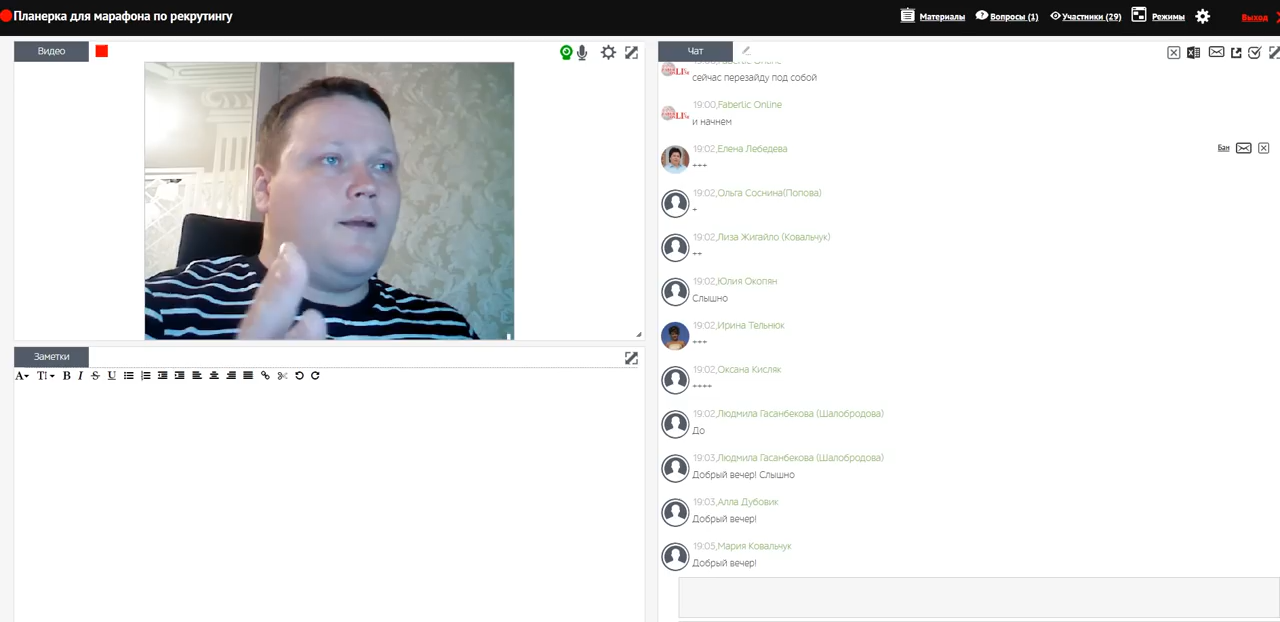 Планерка для марафона по рекрутингу
Материалы
Вопросы (1)
Участники (29)
Режимы
Выход
Видео
Чат
сейчас перезайду под собой
19:00, Faberlic Online
и начнем
19:02, Елена Лебедева
Бан
+++
19:02, Ольга Соснина(Попова)
+
19:02, Лиза Жигайло (Ковальчук)
++
19:02, Юлия Окопян
Слышно
19:02, Ирина Тельнюк
+++
19:02, Оксана Кисляк
++++
19:02, Людмила Гасанбекова (Шалобродова)
До
19:03, Людмила Гасанбекова (Шалобродова)
Добрый вечер! Слышно
19:03, Алла Дубовик
Добрый вечер!
19:05, Мария Ковальчук
Добрый вечер!
Заметки